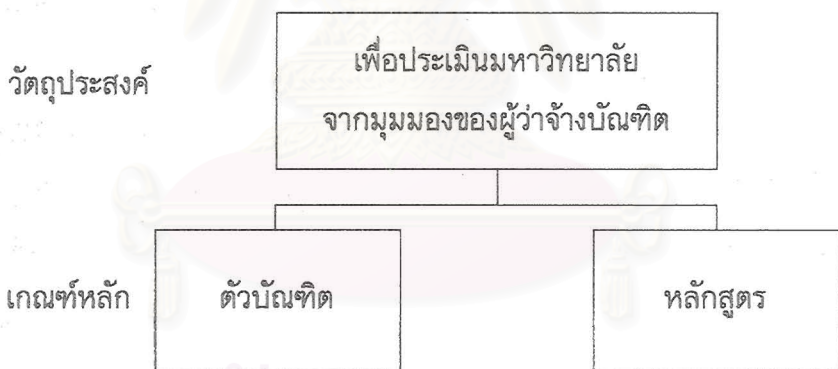 วัตถุประสงค์
เพื่อประเมินมหาวิทยาลัย
จากมุมมองของผู้ว่าจ้างบัณฑิต
เกณฑ์หลัก
ตัวบัณฑิต
หลักสูตร